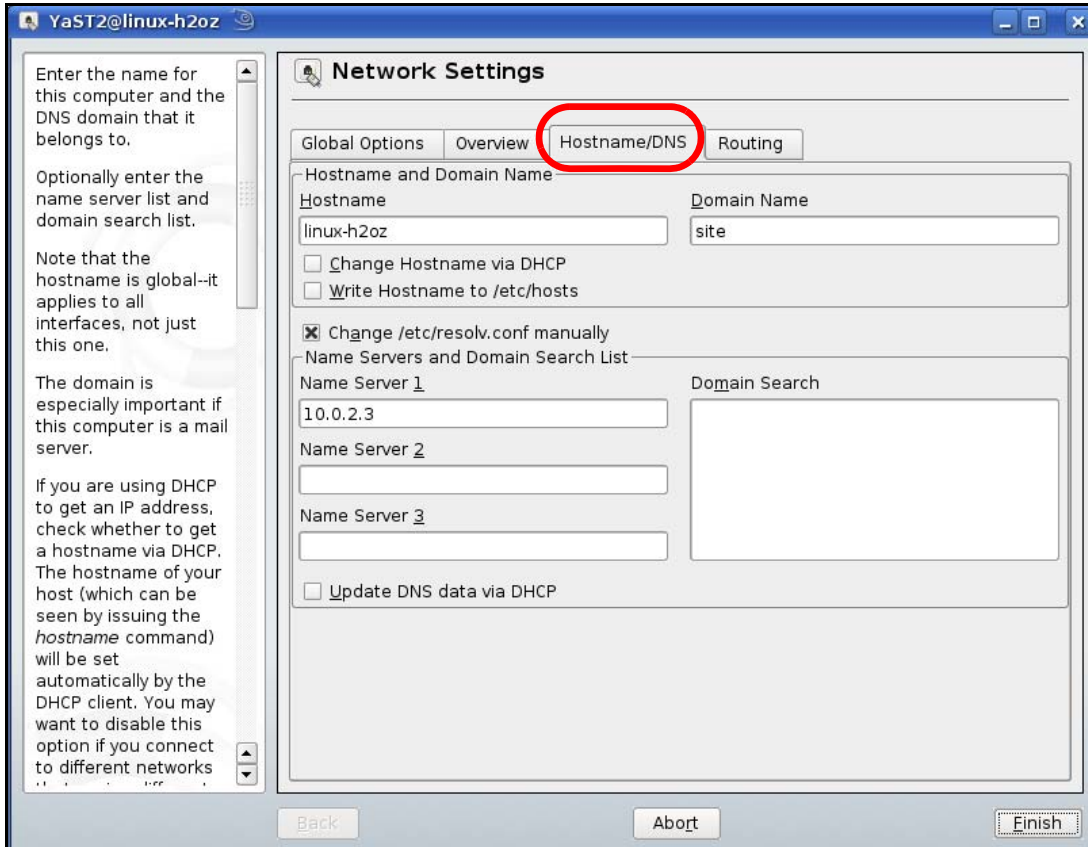 YaST2@linux-h2oz
Enter the name for
this computer and the
DNS domain that it
belongs to.
Optionally enter the
name server list and
domain search list.
Note that the
hostname is global--it
applies to all
interfaces, not just
this one.
The domain is
especially important if
this computer is a mail
server.
If you are using DHCP
to get an IP address,
check whether to get
a hostname via DHCP.
The hostname of your
host (which can be
seen by issuing the
hostname command)
will be set
automatically by the
DHCP client. You may
want to disable this
option if you connect
to different networks
Network Settings
Global Options Overview Hostname/DNS Routing
Hostname and Domain Name
Hostname Domain Name
linux-h2oz site
Change Hostname via DHCP
Write Hostname to /etc/hosts
Change /etc/resolv.conf manually
Name Servers and Domain Search List
Name Server 1 Domain Search
10.0.2.3
Name Server 2
Name Server 3
Update DNS data via DHCP
Back Abort Finish